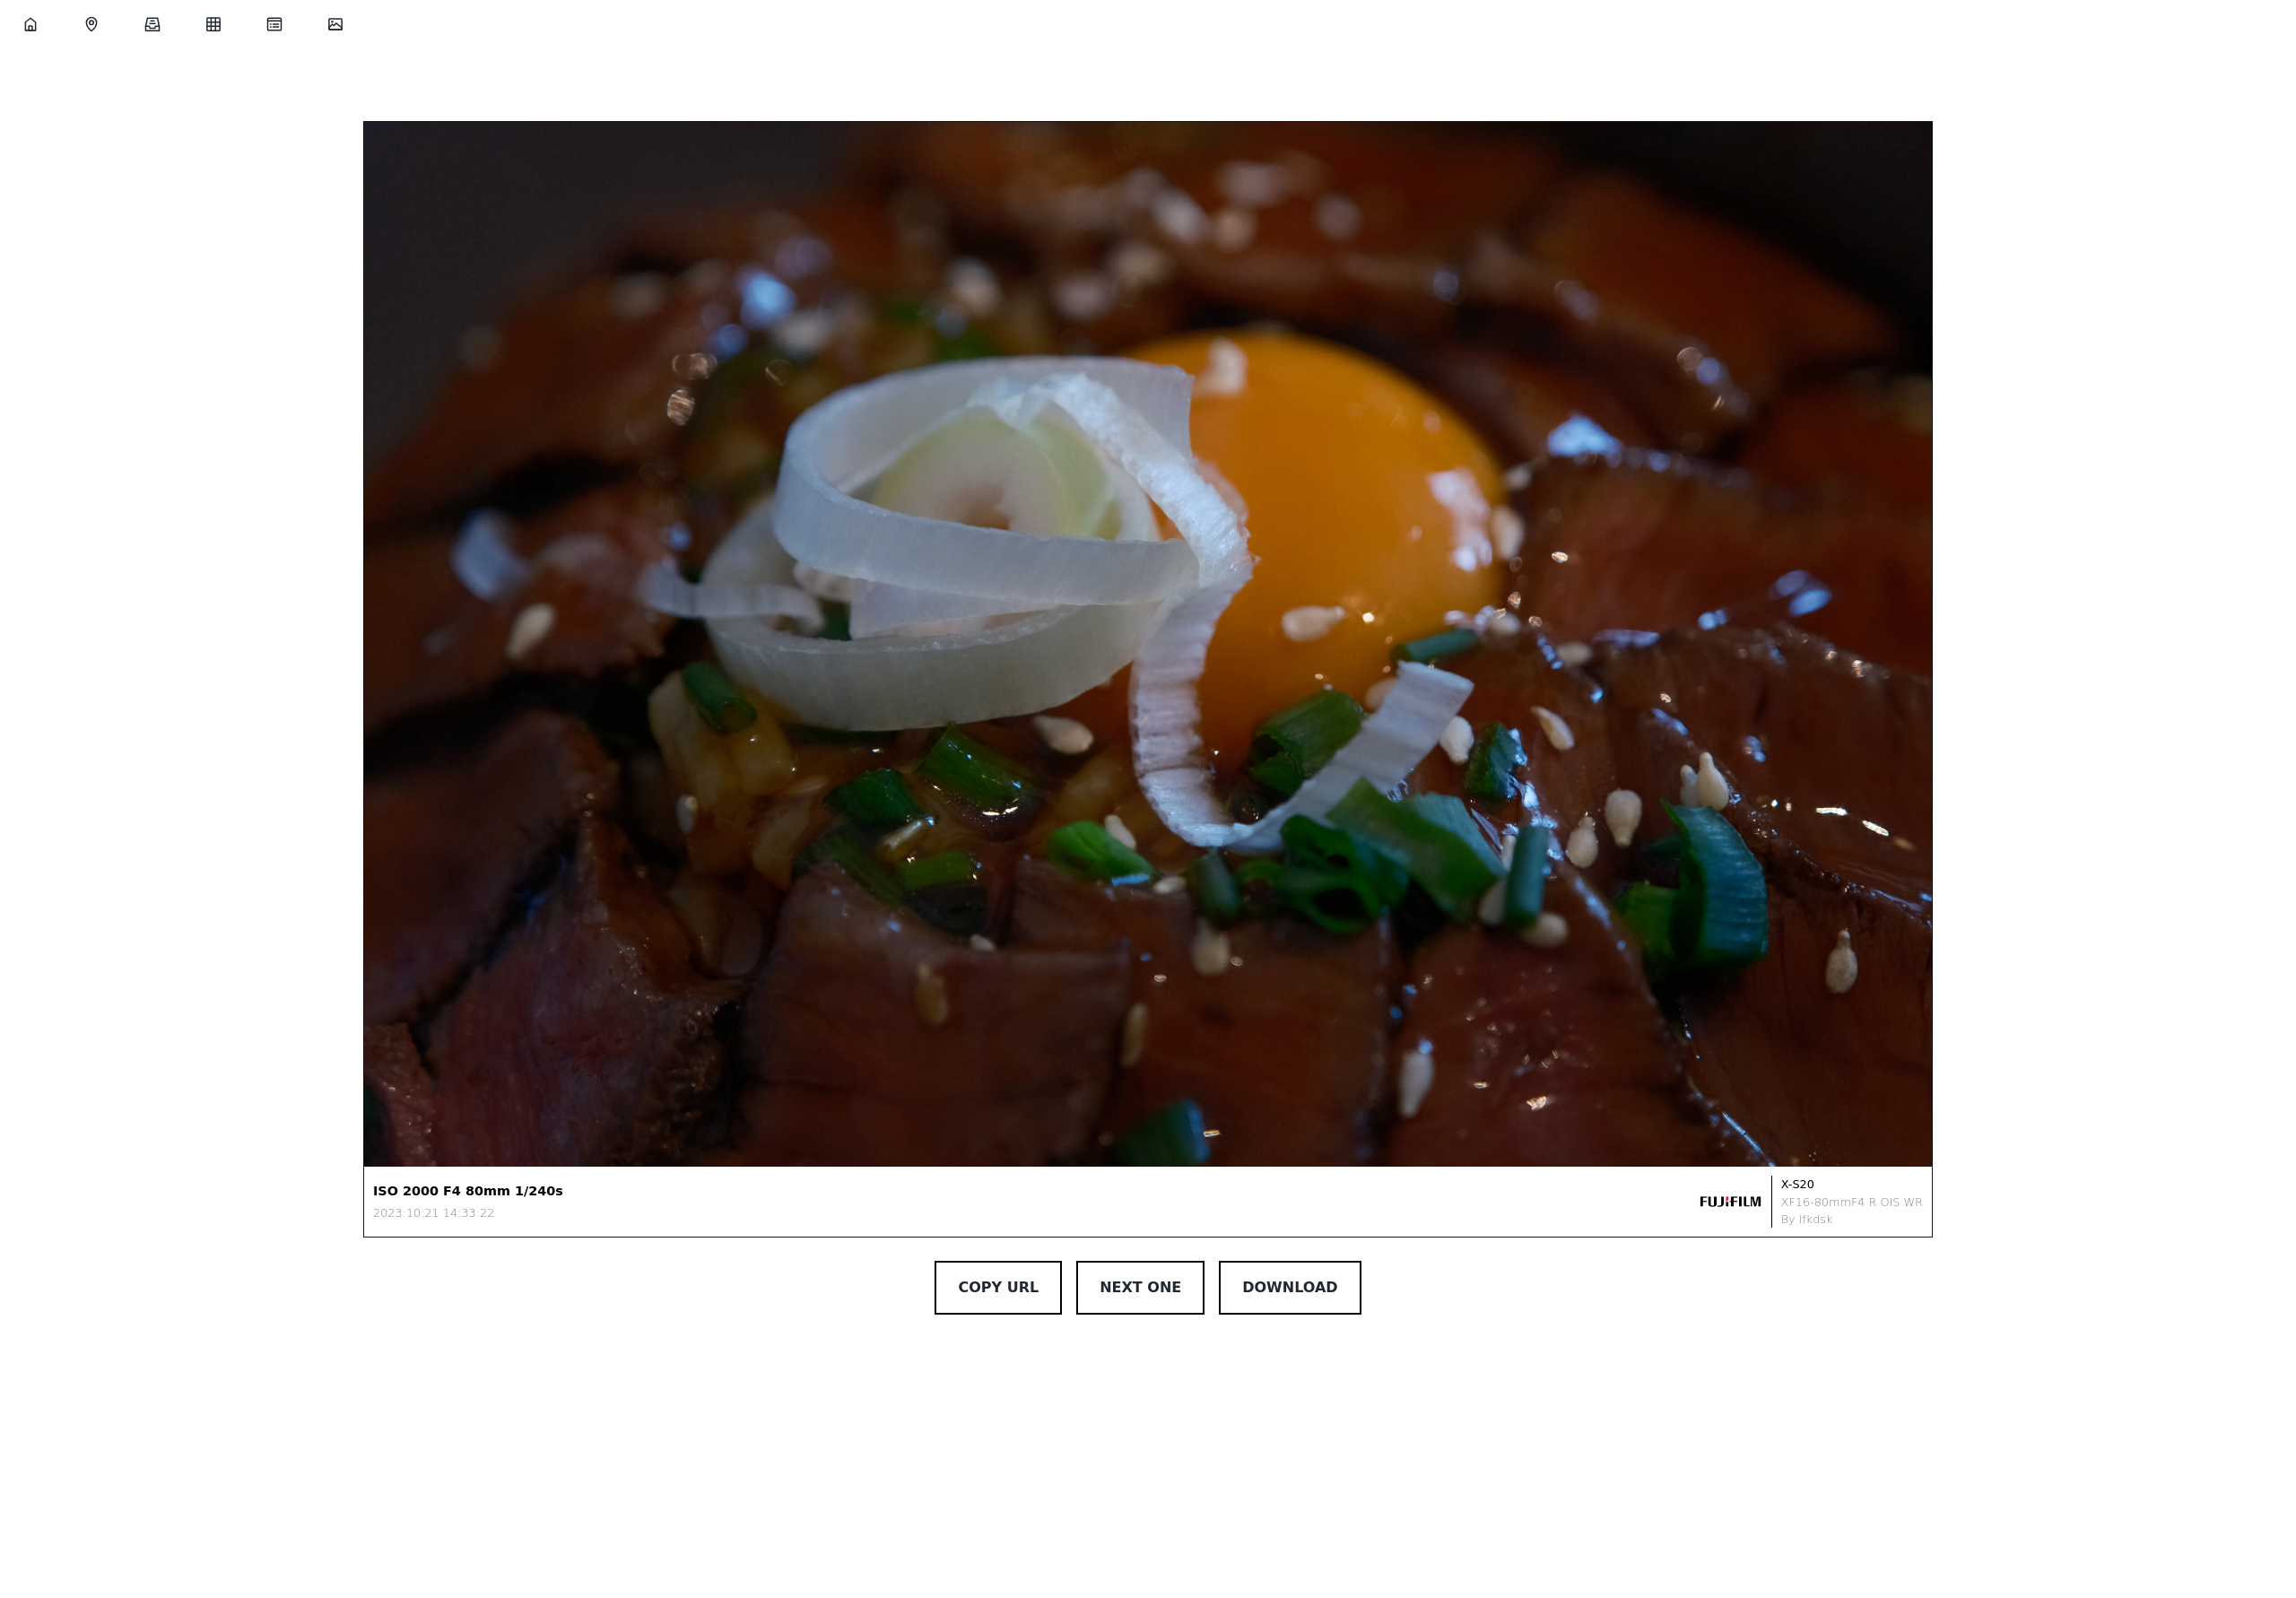 ISO 2000 F4 80mm 1/240s
2023:10:21 14:33:22
FUJIFILM
X-S20
XF16-80mmF4 R OIS WR
By lfkdsk
COPY URL
NEXT ONE
DOWNLOAD